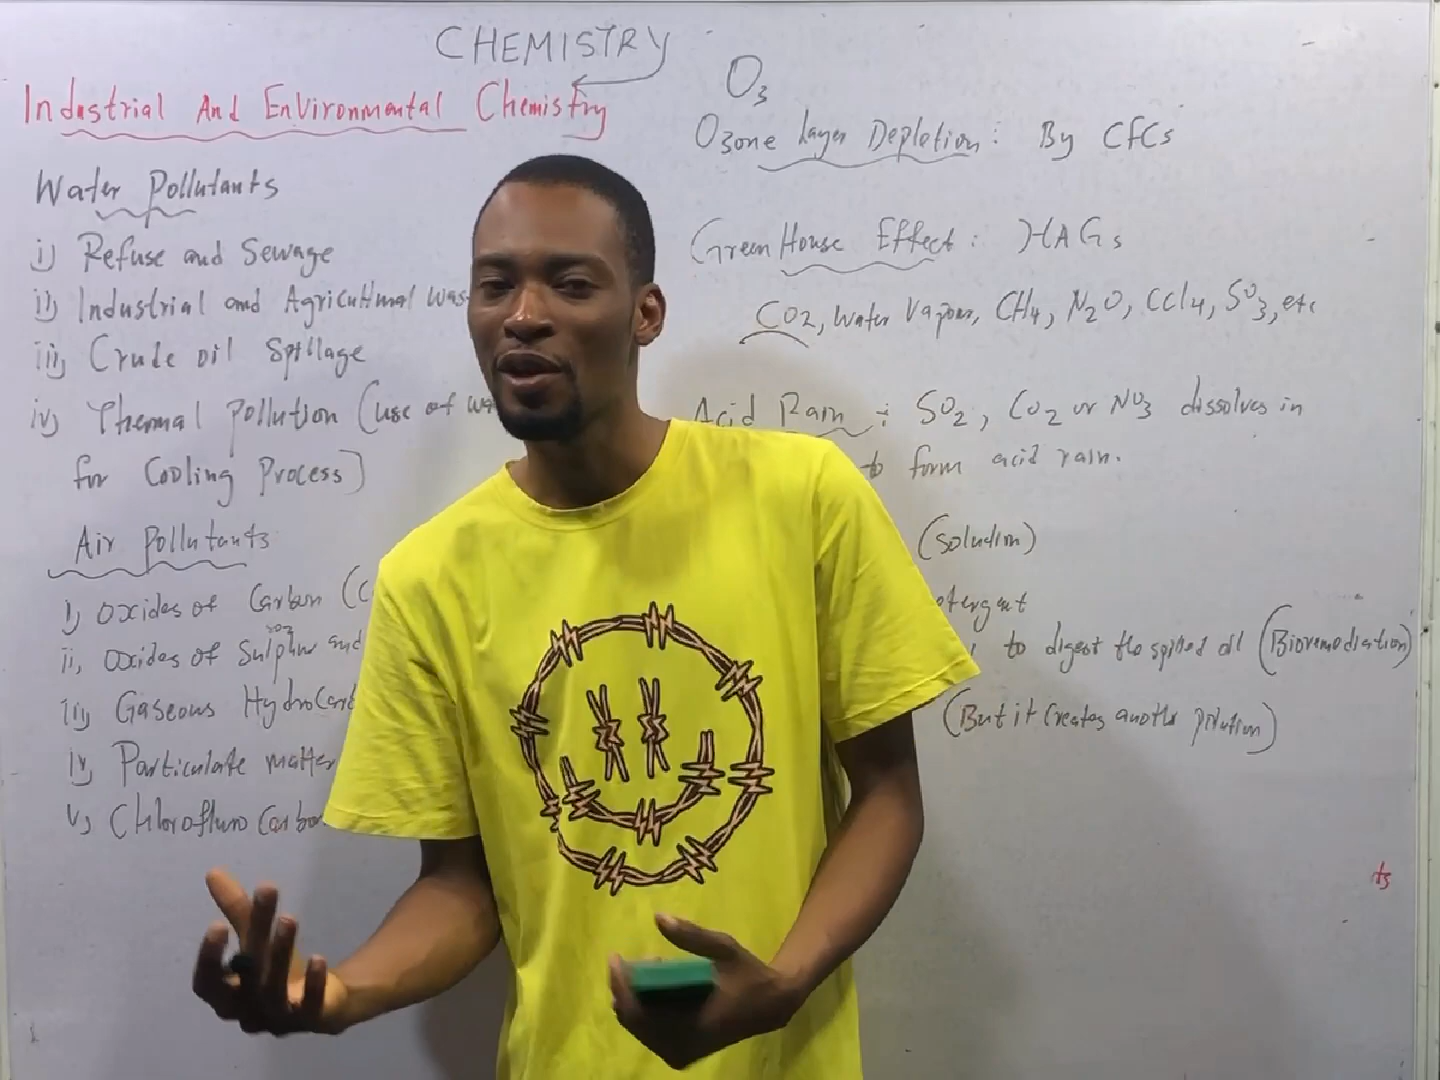 CHEMISTRY
Industrial And Environmental Chemistry
Water Pollutants
i) Refuse and Sewage
ii) Industrial and Agricultural Was
iii) Crude oil Spillage
iv) Thermal Pollution (use of wa
for Cooling Process)
Air Pollutants
i) Oxides of Carbon (C
ii) Oxides of Sulphur and
SO2
iii) Gaseous Hydrocarb
iv Particulate matter
v) Chlorofluro Carbo
O3
Ozone Layer Depletion: By CFCs
Green House Effect: HAGs
CO2, Water Vapour, CH4, N2O, CCl4, SO3, etc
Acid Rain: SO2, CO2 or NO3 dissolves in
to form acid rain.
(Solution)
etergent
to digest the spilled oil (Bioremediation)
(But it Creates another pollution)
ts